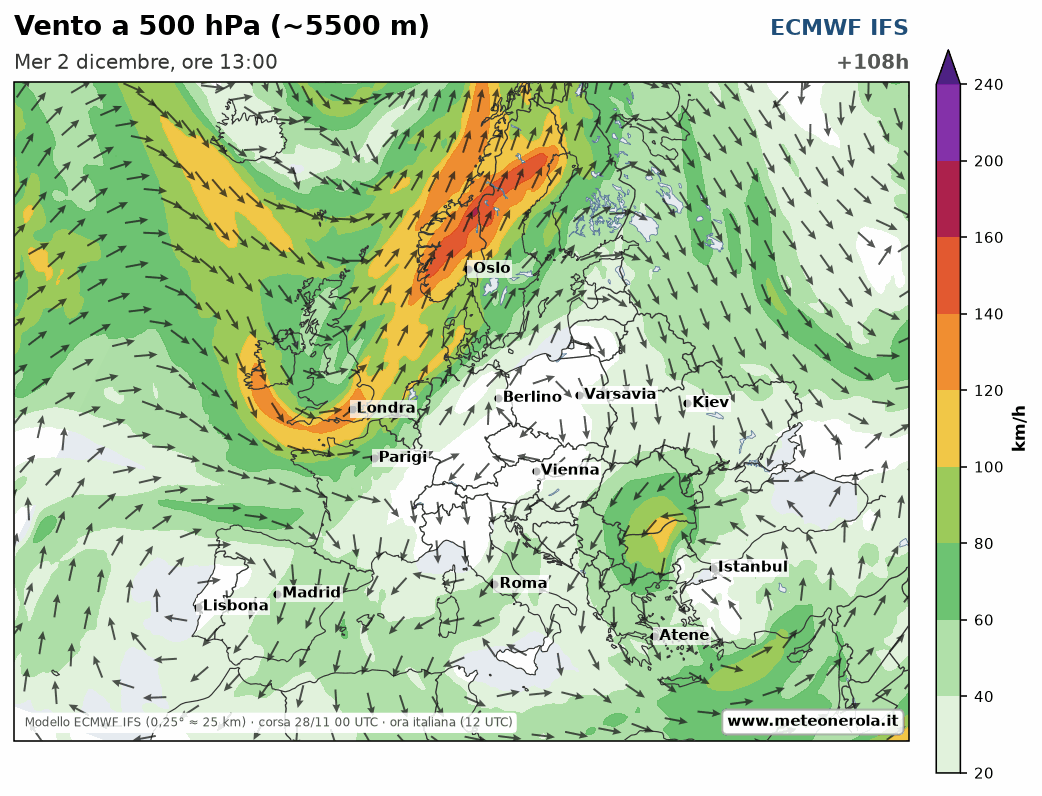 Vento a 500 hPa (~5500 m)
ECMWF IFS
Mer 2 dicembre, ore 13:00
+108h
240
200
160
140
120
100
80
60
40
20
km/h
Oslo
Berlino
Varsavia
Kiev
Londra
Parigi
Vienna
Istanbul
Roma
Madrid
Lisbona
Atene
Modello ECMWF IFS (0,25° ≈ 25 km) · corsa 28/11 00 UTC · ora italiana (12 UTC)
www.meteonerola.it